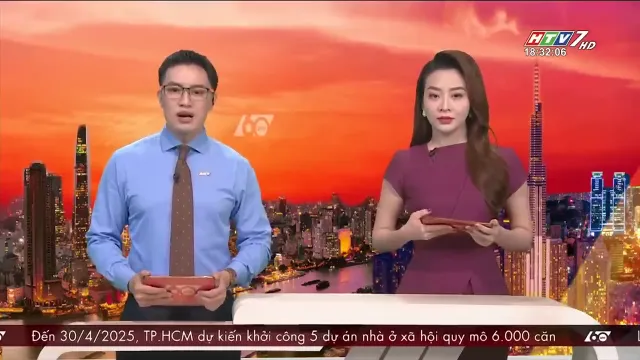 HTV7 HD
18:32:06
60
Đến 30/4/2025, TP.HCM dự kiến khởi công 5 dự án nhà ở xã hội quy mô 6.000 căn
60